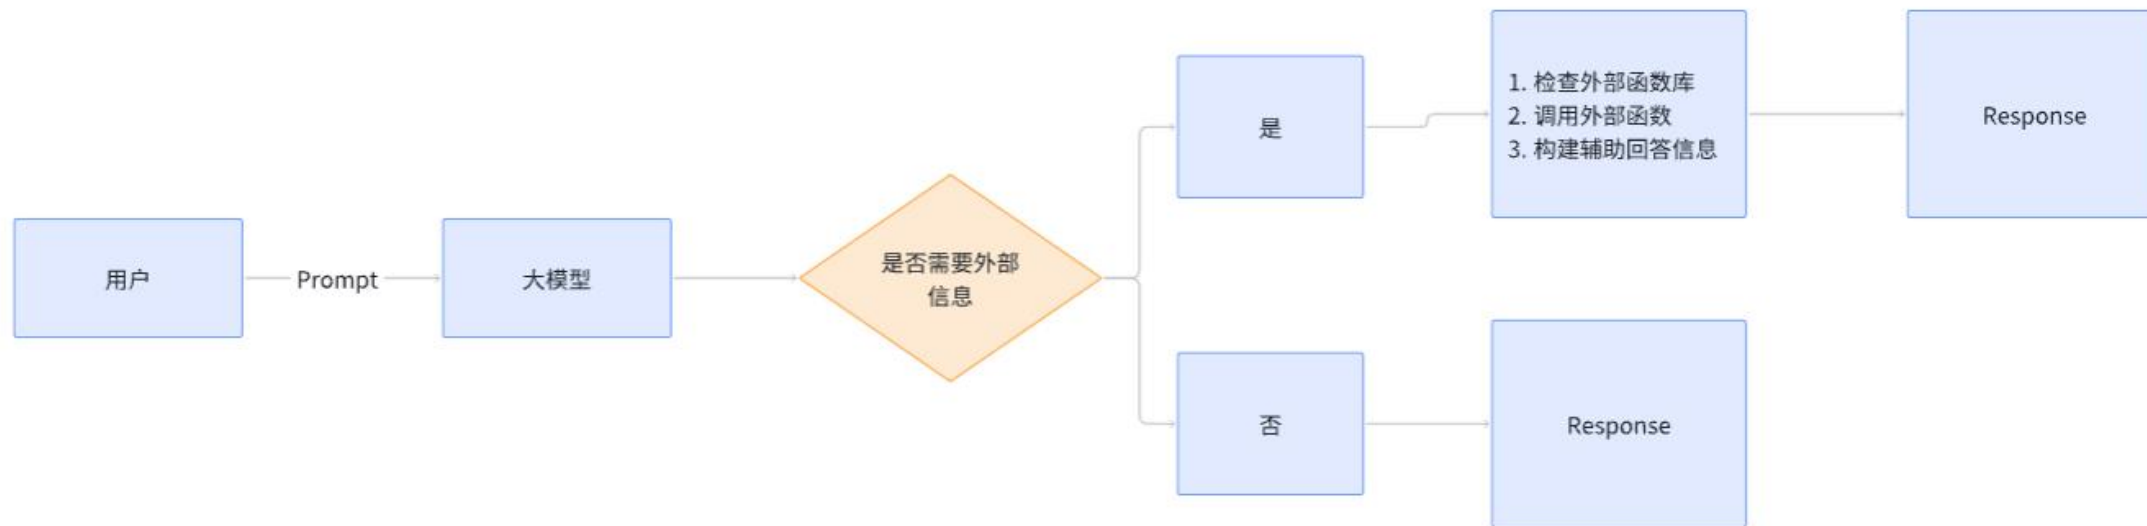 用户
Prompt
大模型
是否需要外部
信息
是
1. 检查外部函数库
2. 调用外部函数
3. 构建辅助回答信息
Response
否
Response